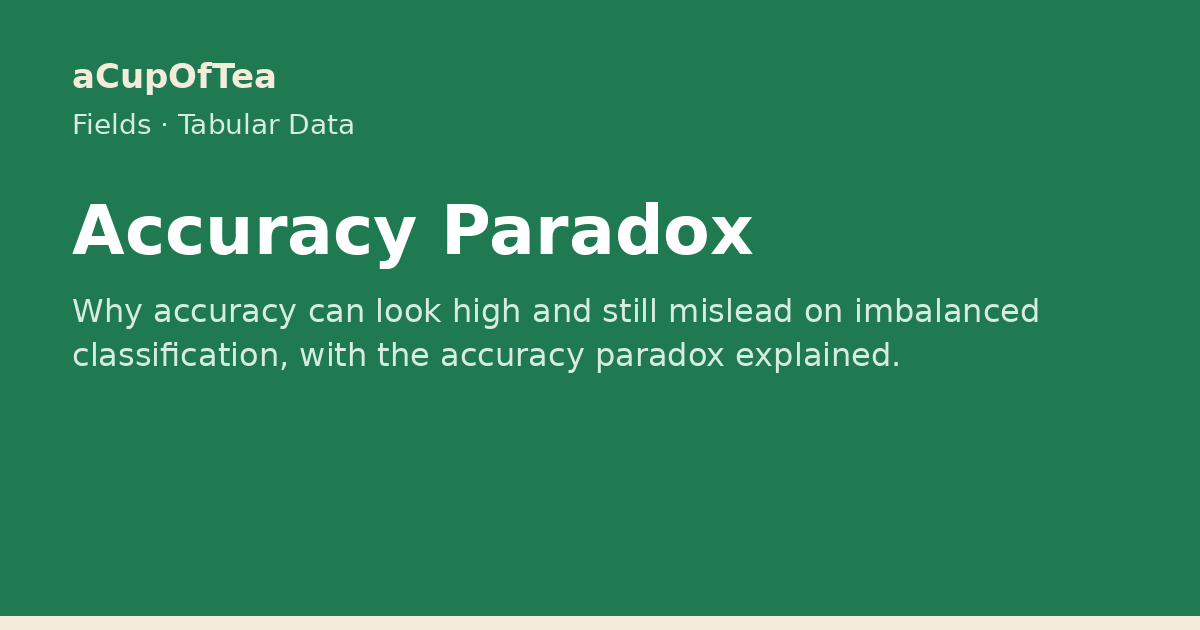 aCupOfTea
Fields · Tabular Data
Accuracy Paradox
Why accuracy can look high and still mislead on imbalanced
classification, with the accuracy paradox explained.